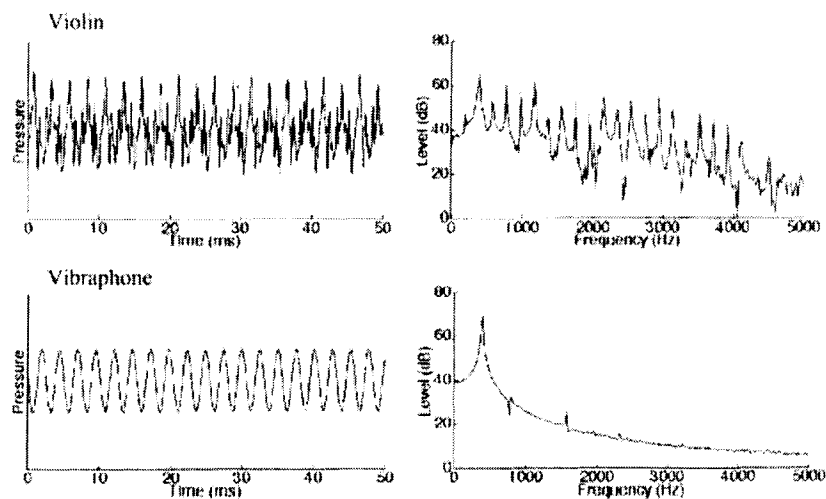 Violin
80
60
40
20
0
Pressure
Level (dB)
0 10 20 30 40 50
Time (ms)
0 1000 2000 3000 4000 5000
Frequency (Hz)
Vibraphone
80
60
40
20
0
Pressure
Level (dB)
0 10 20 30 40 50
Time (ms)
0 1000 2000 3000 4000 5000
Frequency (Hz)